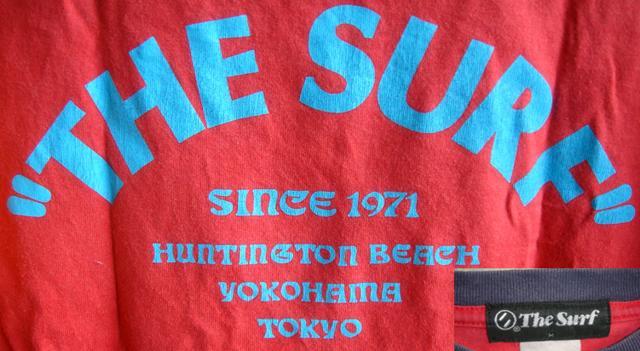 "THE SURF"
SINCE 1971
HUNTINGTON BEACH
YOKOHAMA
TOKYO
The Surf